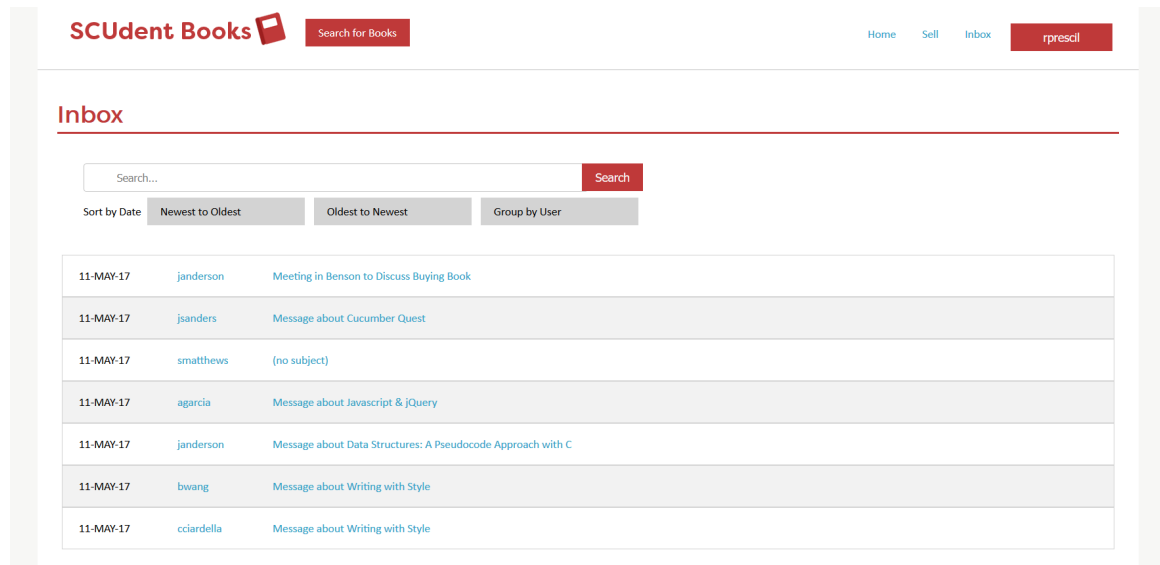 SCUdent Books Search for Books Home Sell Inbox rprescil
Inbox
Search... Search
Sort by Date Newest to Oldest Oldest to Newest Group by User
11-MAY-17 janderson Meeting in Benson to Discuss Buying Book
11-MAY-17 jsanders Message about Cucumber Quest
11-MAY-17 smatthews (no subject)
11-MAY-17 agarcia Message about Javascript & jQuery
11-MAY-17 janderson Message about Data Structures: A Pseudocode Approach with C
11-MAY-17 bwang Message about Writing with Style
11-MAY-17 cciardella Message about Writing with Style